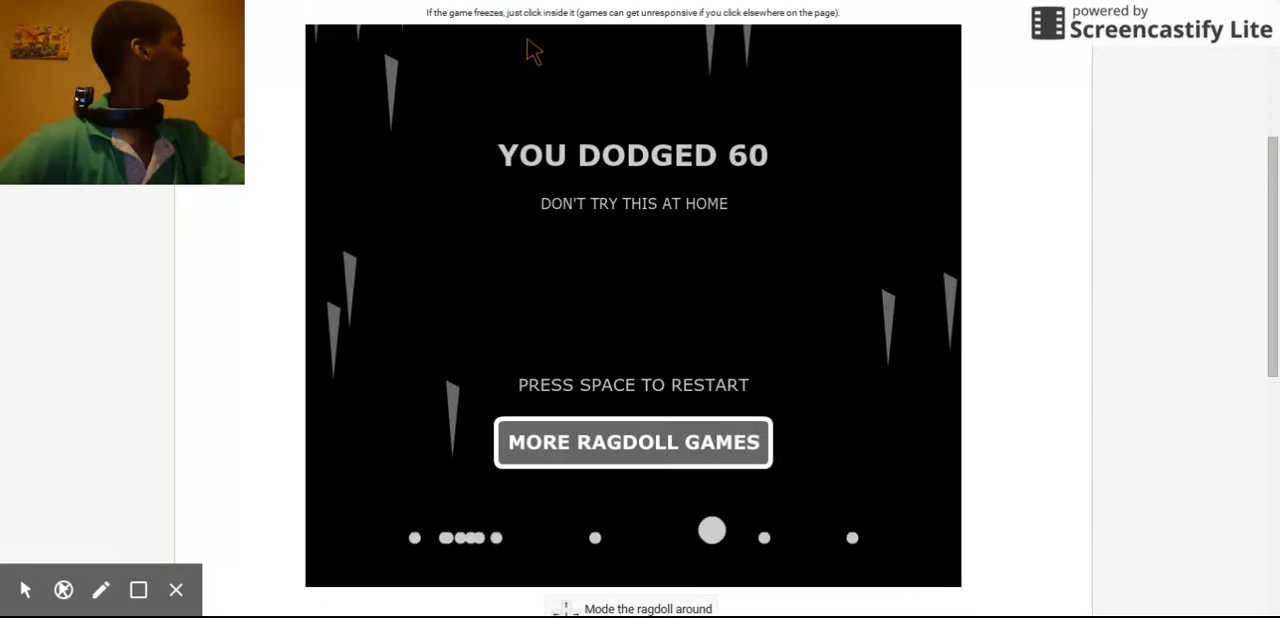 If the game freezes, just click inside it (games can get unresponsive if you click elsewhere on the page).
powered by
Screencastify Lite
YOU DODGED 60
DON'T TRY THIS AT HOME
PRESS SPACE TO RESTART
MORE RAGDOLL GAMES
Mode the ragdoll around